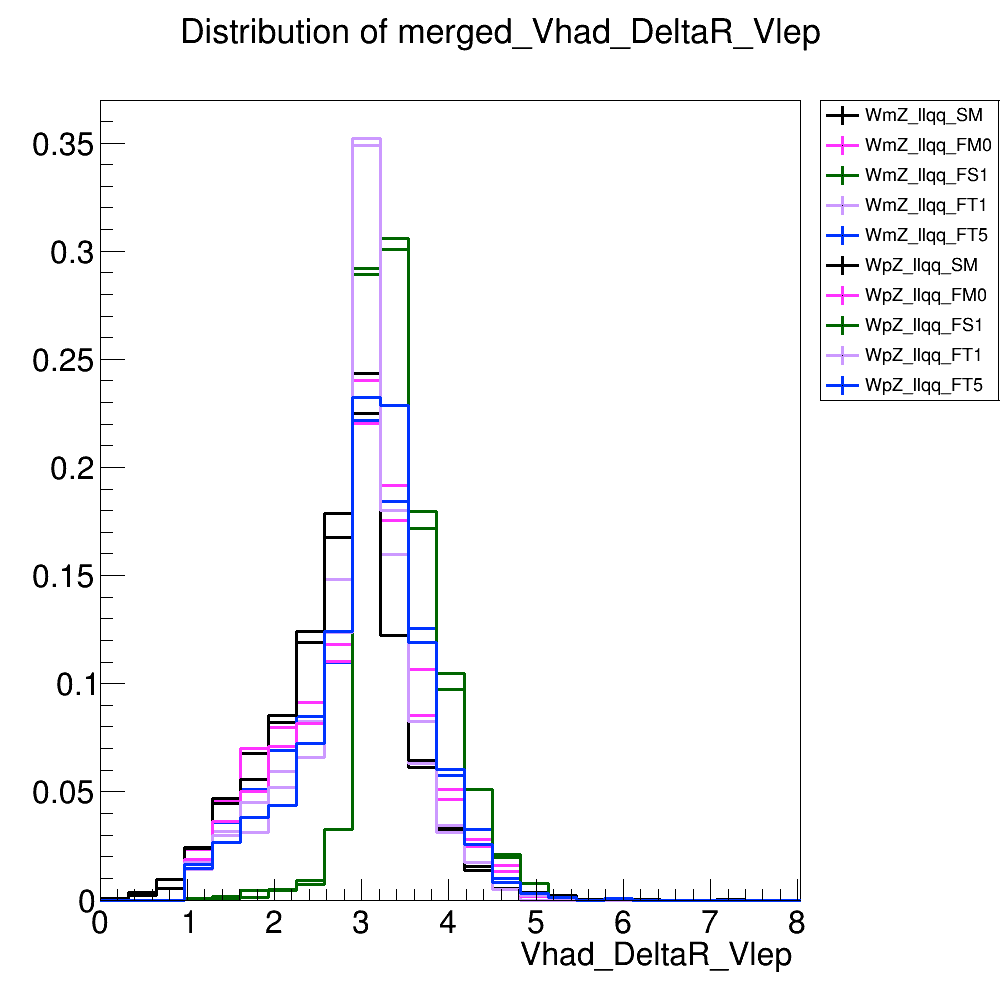 Distribution of merged_Vhad_DeltaR_Vlep
WmZ_llqq_SM
WmZ_llqq_FM0
WmZ_llqq_FS1
WmZ_llqq_FT1
WmZ_llqq_FT5
WpZ_llqq_SM
WpZ_llqq_FM0
WpZ_llqq_FS1
WpZ_llqq_FT1
WpZ_llqq_FT5
0.35
0.3
0.25
0.2
0.15
0.1
0.05
0
0 1 2 3 4 5 6 7 8
Vhad_DeltaR_Vlep